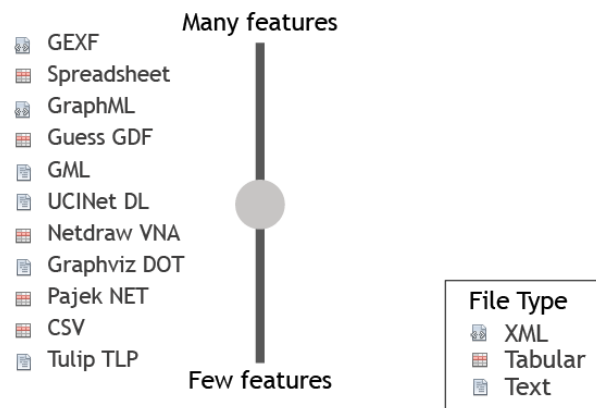 Many features
GEXF
Spreadsheet
GraphML
Guess GDF
GML
UCINet DL
Netdraw VNA
Graphviz DOT
Pajek NET
CSV
Tulip TLP
Few features
File Type
XML
Tabular
Text